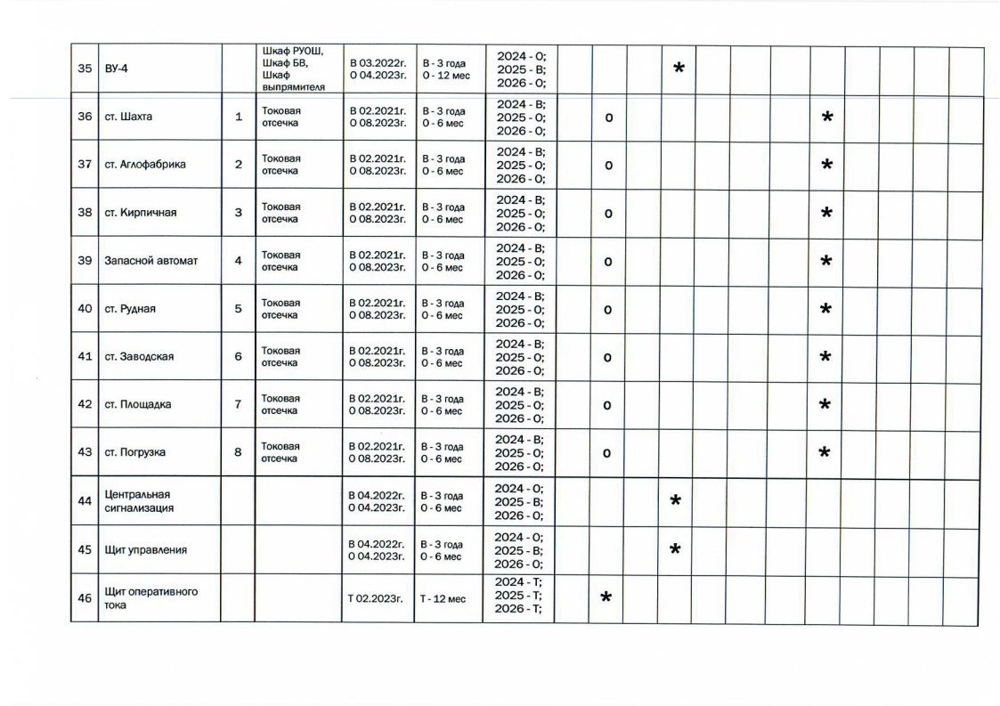 35 ВУ-4 Шкаф РУОШ, Шкаф БВ, Шкаф выпрямителя В 03.2022г. О 04.2023г. В - 3 года О - 12 мес 2024 - О; 2025 - В; 2026 - О; *
36 ст. Шахта 1 Токовая отсечка В 02.2021г. О 08.2023г. В - 3 года О - 6 мес 2024 - В; 2025 - О; 2026 - О; о *
37 ст. Аглофабрика 2 Токовая отсечка В 02.2021г. О 08.2023г. В - 3 года О - 6 мес 2024 - В; 2025 - О; 2026 - О; о *
38 ст. Кирпичная 3 Токовая отсечка В 02.2021г. О 08.2023г. В - 3 года О - 6 мес 2024 - В; 2025 - О; 2026 - О; о *
39 Запасной автомат 4 Токовая отсечка В 02.2021г. О 08.2023г. В - 3 года О - 6 мес 2024 - В; 2025 - О; 2026 - О; о *
40 ст. Рудная 5 Токовая отсечка В 02.2021г. О 08.2023г. В - 3 года О - 6 мес 2024 - В; 2025 - О; 2026 - О; о *
41 ст. Заводская 6 Токовая отсечка В 02.2021г. О 08.2023г. В - 3 года О - 6 мес 2024 - В; 2025 - О; 2026 - О; о *
42 ст. Площадка 7 Токовая отсечка В 02.2021г. О 08.2023г. В - 3 года О - 6 мес 2024 - В; 2025 - О; 2026 - О; о *
43 ст. Погрузка 8 Токовая отсечка В 02.2021г. О 08.2023г. В - 3 года О - 6 мес 2024 - В; 2025 - О; 2026 - О; о *
44 Центральная сигнализация В 04.2022г. О 04.2023г. В - 3 года О - 6 мес 2024 - О; 2025 - В; 2026 - О; *
45 Щит управления В 04.2022г. О 04.2023г. В - 3 года О - 6 мес 2024 - О; 2025 - В; 2026 - О; *
46 Щит оперативного тока Т 02.2023г. Т - 12 мес 2024 - Т; 2025 - Т; 2026 - Т; *